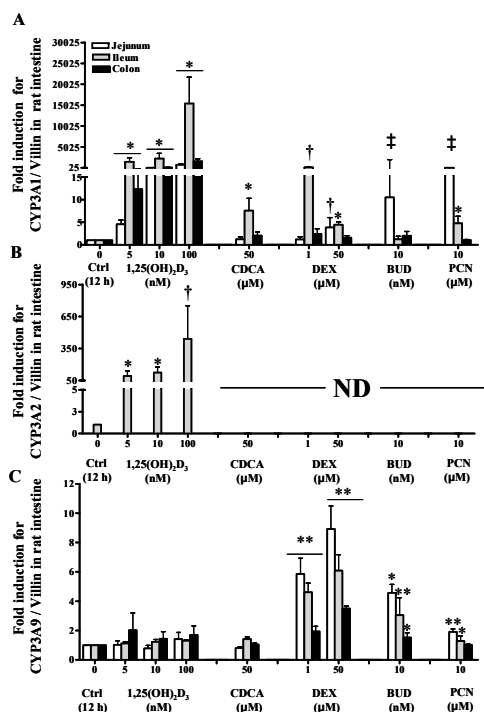 A
Fold induction for
CYP3A1/ Villin in rat intestine
30025
25025
20025
15025
10025
5025
25
15
10
5
0
Jejunum
Ileum
Colon
* * * * † † * ‡ ‡ *
0 5 10 100 50 1 50 10 10
Ctrl 1,25(OH)₂D₃ CDCA DEX BUD PCN
(12 h) (nM) (µM) (µM) (nM) (µM)
B
Fold induction for
CYP3A2 / Villin in rat intestine
950
650
350
50
5
3
0
* * †
ND
0 5 10 100 50 1 50 10 10
Ctrl 1,25(OH)₂D₃ CDCA DEX BUD PCN
(12 h) (nM) (µM) (µM) (nM) (µM)
C
Fold induction for
CYP3A9 / Villin in rat intestine
12
10
8
6
4
2
0
** ** * ** * ** *
0 5 10 100 50 1 50 10 10
Ctrl 1,25(OH)₂D₃ CDCA DEX BUD PCN
(12 h) (nM) (µM) (µM) (nM) (µM)